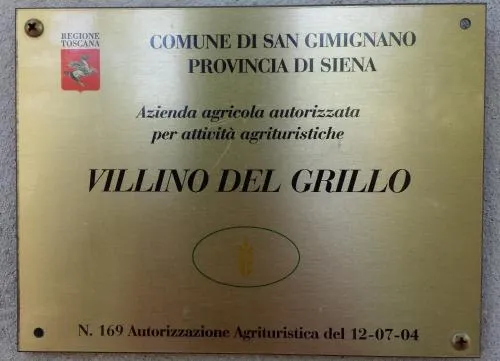 REGIONE
TOSCANA
COMUNE DI SAN GIMIGNANO
PROVINCIA DI SIENA
Azienda agricola autorizzata
per attività agrituristiche
VILLINO DEL GRILLO
N. 169 Autorizzazione Agrituristica del 12-07-04